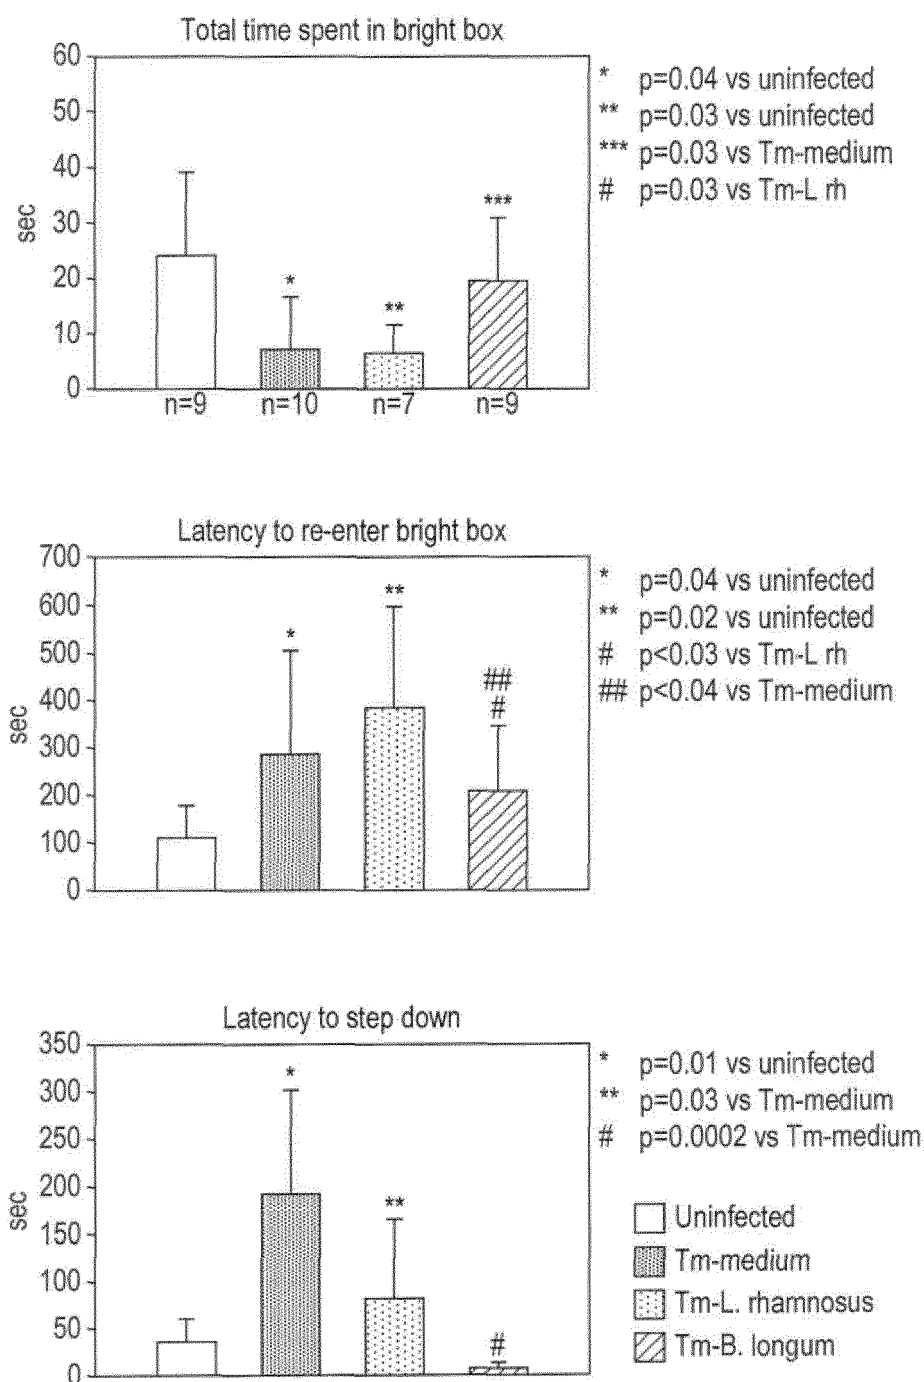 Total time spent in bright box
60
50
40
30
20
10
0
sec
*
**
***
n=9
n=10
n=7
n=9
* p=0.04 vs uninfected
** p=0.03 vs uninfected
*** p=0.03 vs Tm-medium
# p=0.03 vs Tm-L rh
Latency to re-enter bright box
700
600
500
400
300
200
100
0
sec
*
**
##
#
* p=0.04 vs uninfected
** p=0.02 vs uninfected
# p<0.03 vs Tm-L rh
## p<0.04 vs Tm-medium
Latency to step down
350
300
250
200
150
100
50
0
sec
*
**
#
* p=0.01 vs uninfected
** p=0.03 vs Tm-medium
# p=0.0002 vs Tm-medium
Uninfected
Tm-medium
Tm-L. rhamnosus
Tm-B. longum